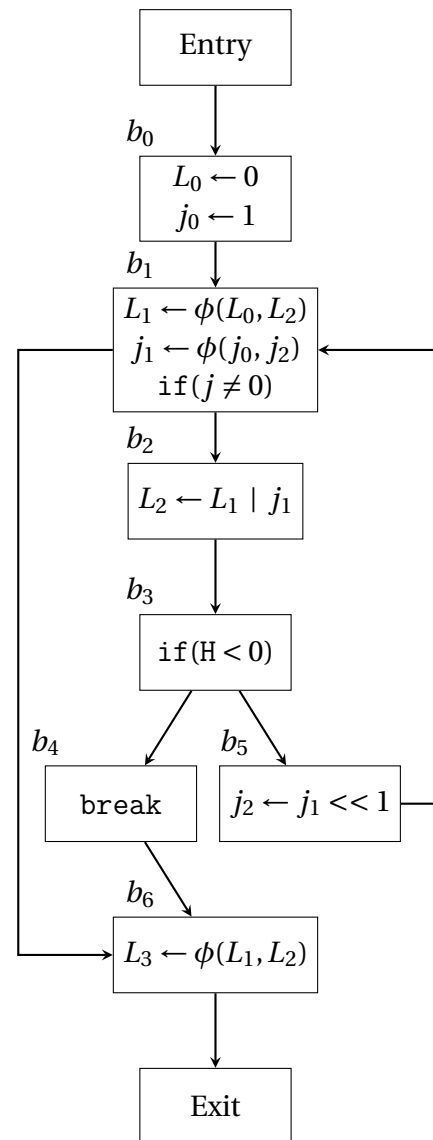 Entry
b₀
L₀ ← 0
j₀ ← 1
b₁
L₁ ← ϕ(L₀, L₂)
j₁ ← ϕ(j₀, j₂)
if(j ≠ 0)
b₂
L₂ ← L₁ | j₁
b₃
if(H < 0)
b₄
break
b₅
j₂ ← j₁ << 1
b₆
L₃ ← ϕ(L₁, L₂)
Exit